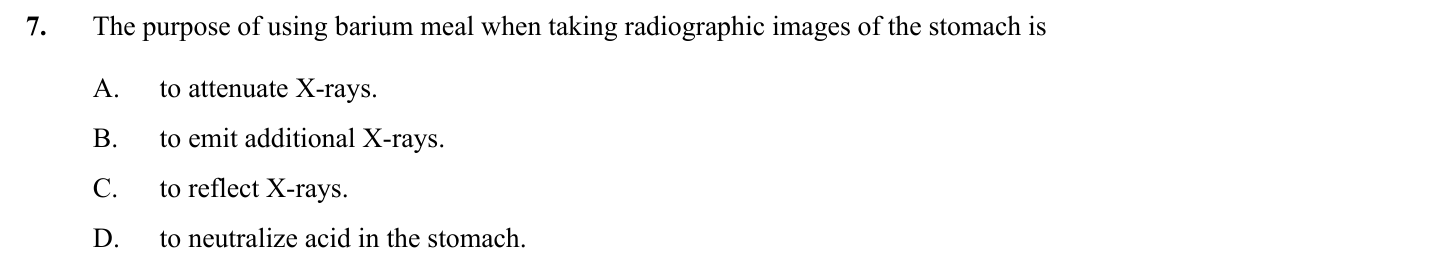 7. The purpose of using barium meal when taking radiographic images of the stomach is
A. to attenuate X-rays.
B. to emit additional X-rays.
C. to reflect X-rays.
D. to neutralize acid in the stomach.